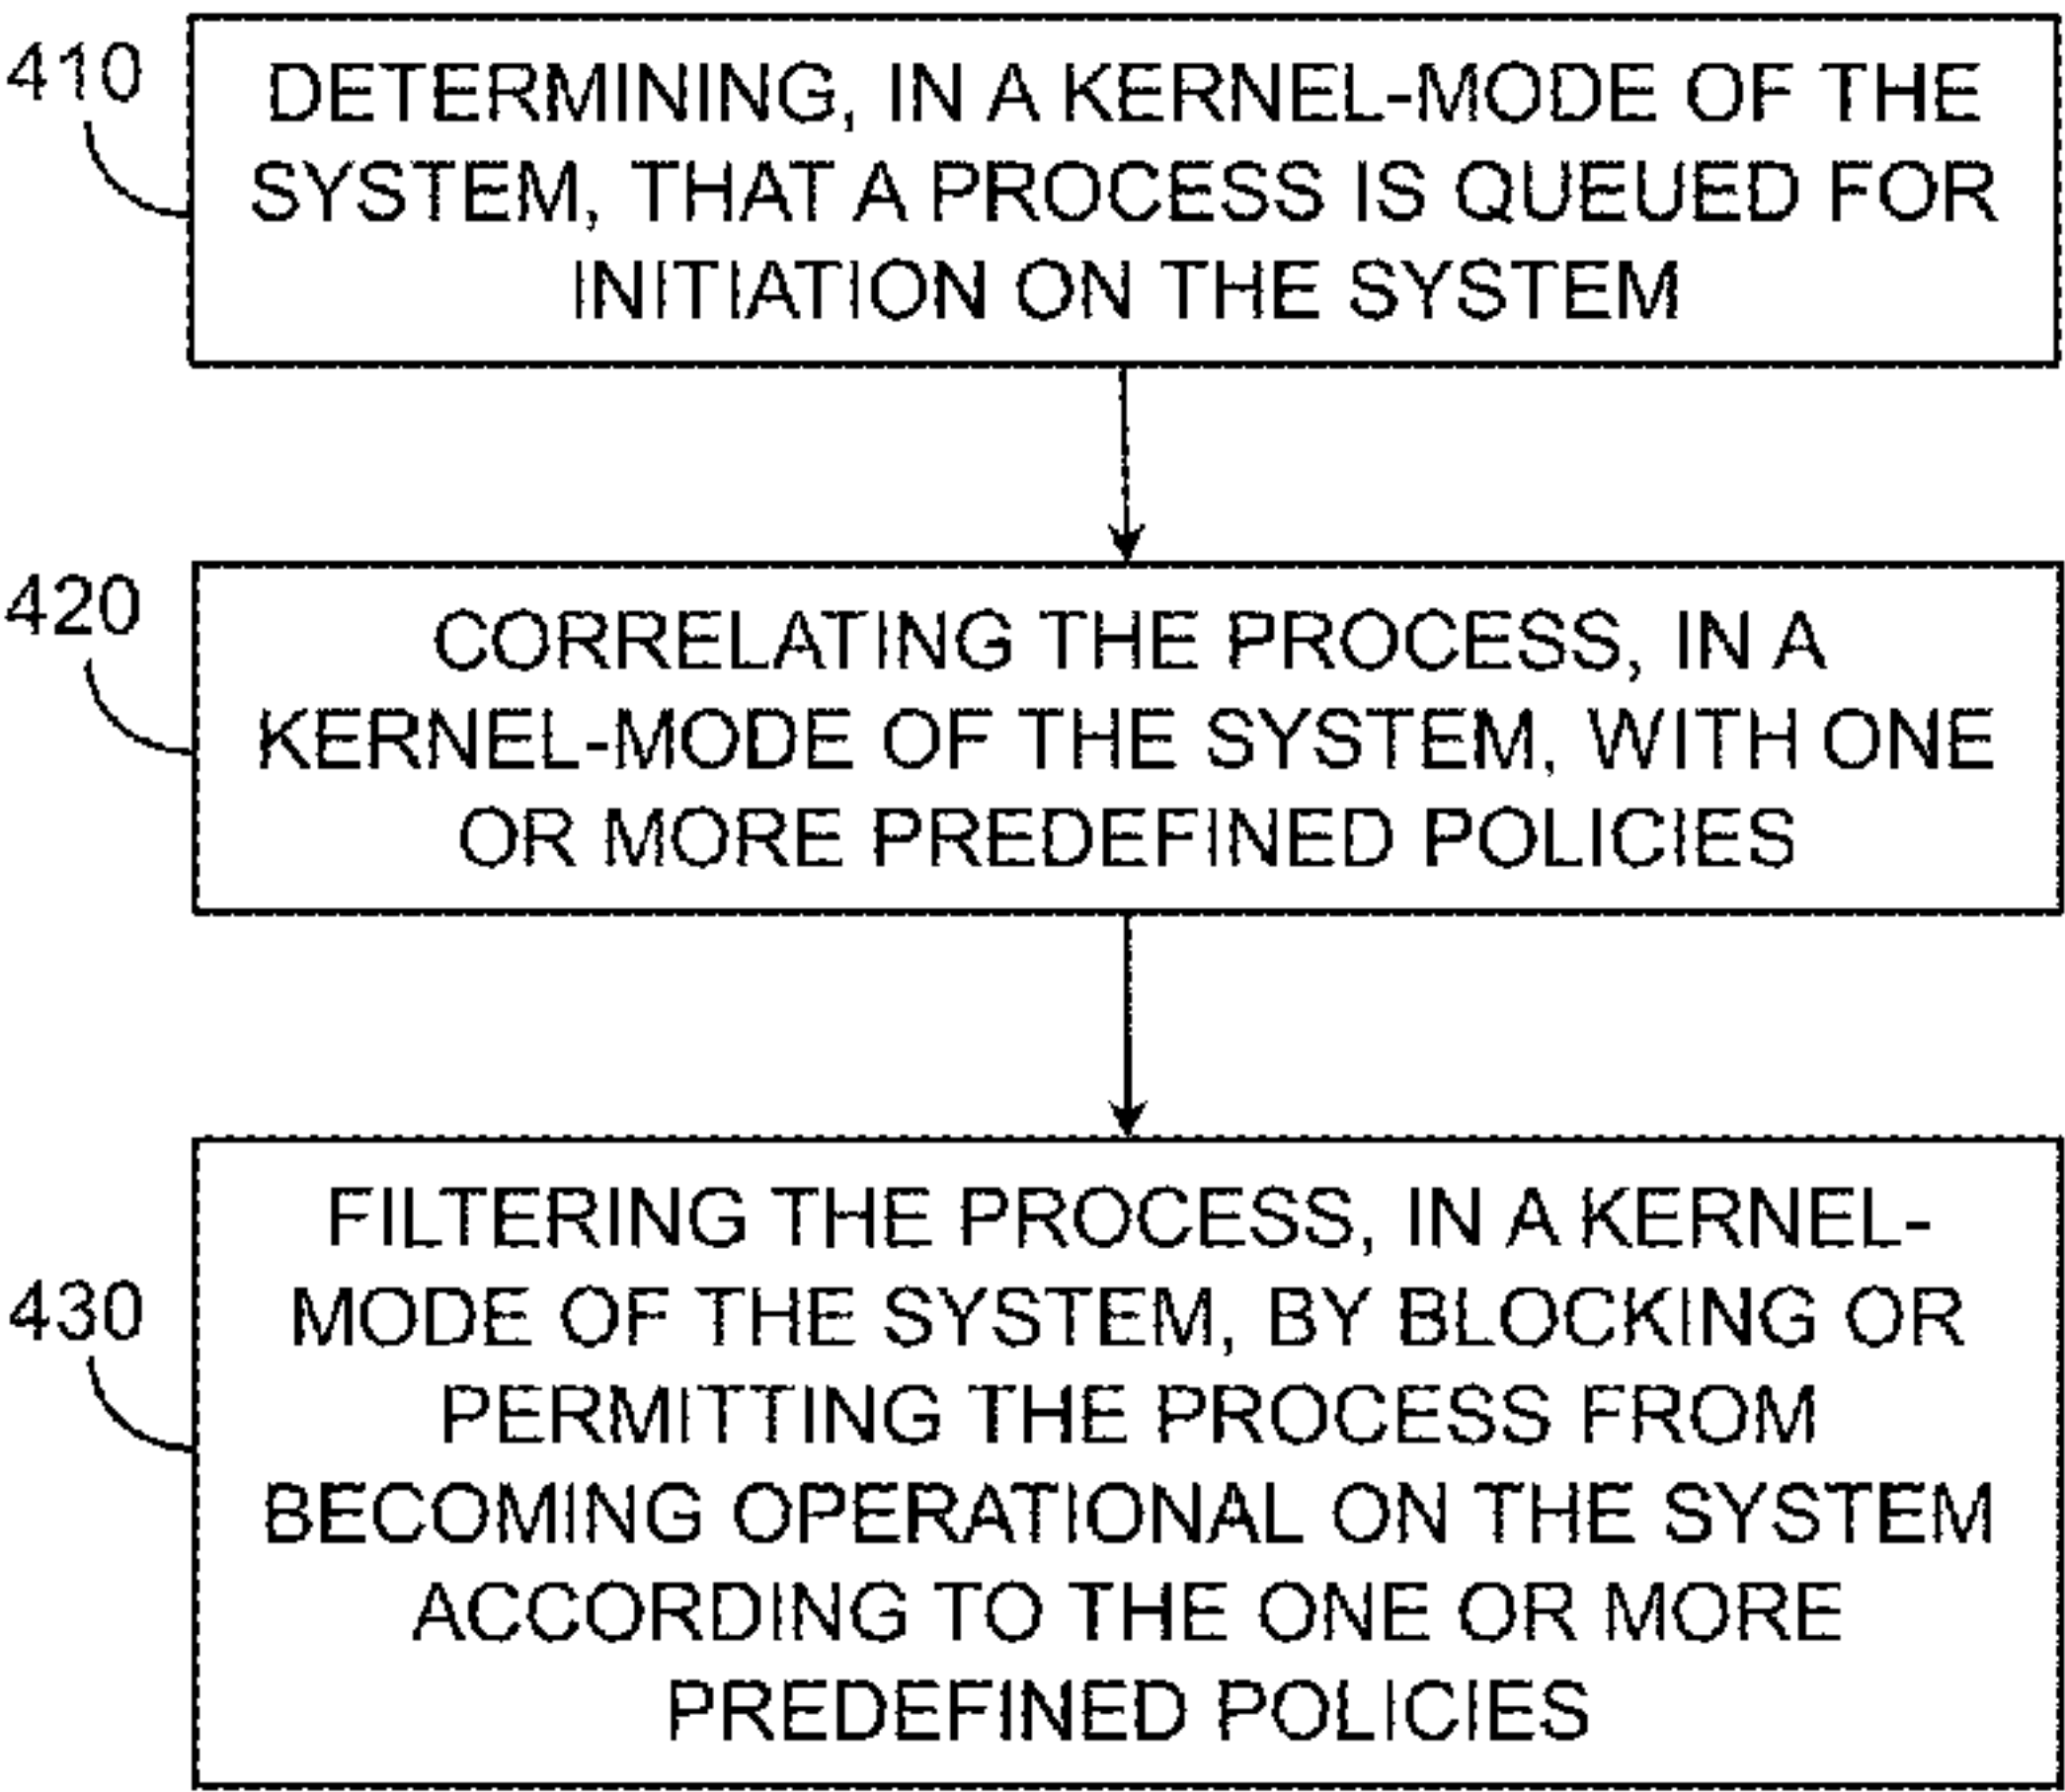 410
DETERMINING, IN A KERNEL-MODE OF THE
SYSTEM, THAT A PROCESS IS QUEUED FOR
INITIATION ON THE SYSTEM
420
CORRELATING THE PROCESS, IN A
KERNEL-MODE OF THE SYSTEM, WITH ONE
OR MORE PREDEFINED POLICIES
430
FILTERING THE PROCESS, IN A KERNEL-
MODE OF THE SYSTEM, BY BLOCKING OR
PERMITTING THE PROCESS FROM
BECOMING OPERATIONAL ON THE SYSTEM
ACCORDING TO THE ONE OR MORE
PREDEFINED POLICIES